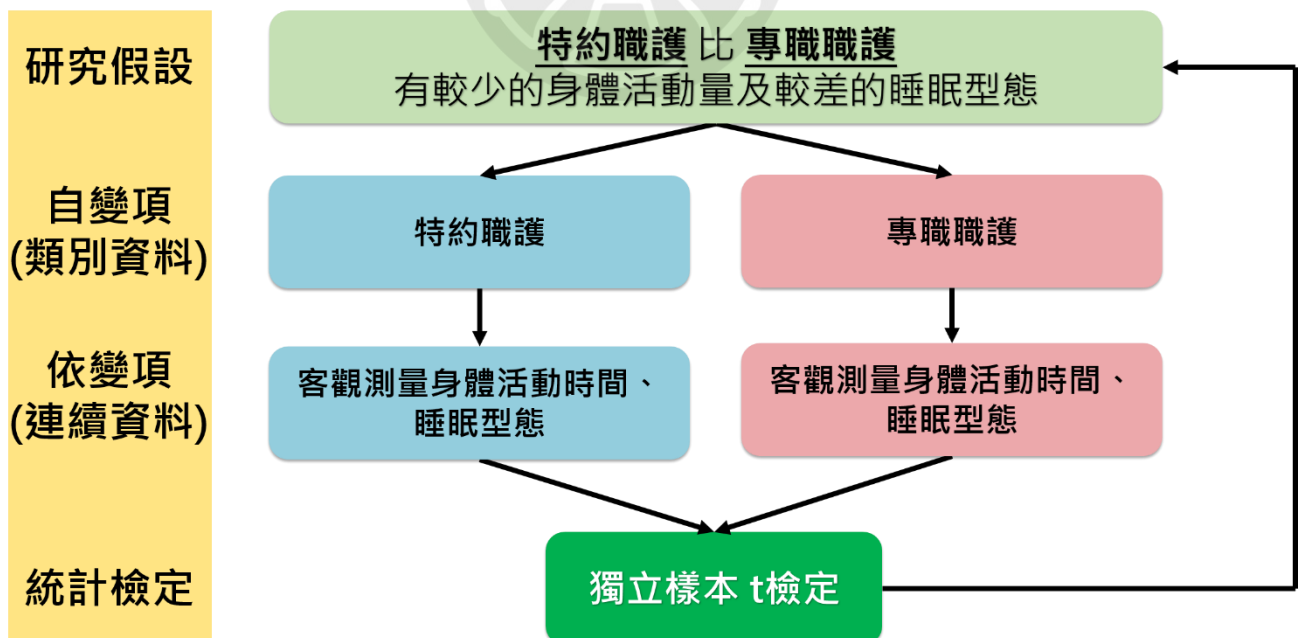 研究假設
特約職護 比 專職職護
有較少的身體活動量及較差的睡眠型態
自變項
(類別資料)
特約職護
專職職護
依變項
(連續資料)
客觀測量身體活動時間、
睡眠型態
客觀測量身體活動時間、
睡眠型態
統計檢定
獨立樣本 t檢定